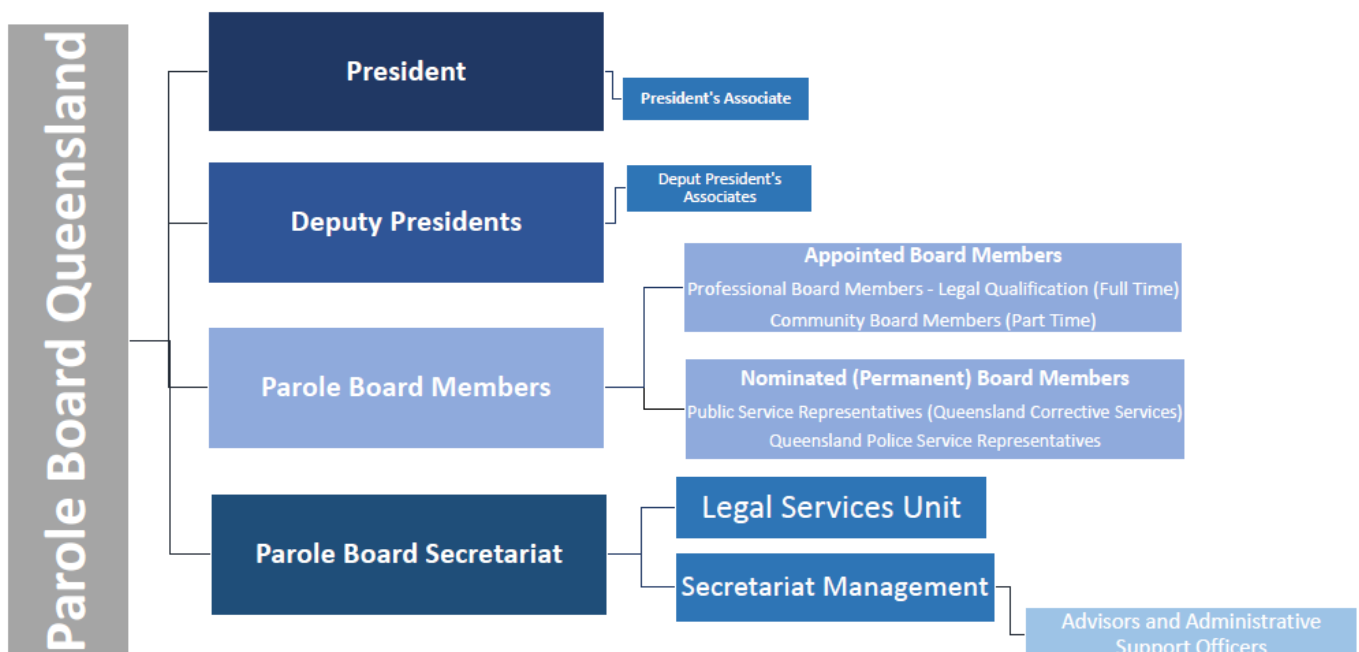 Parole Board Queensland
President
President's Associate
Deputy Presidents
Deput President's
Associates
Parole Board Members
Appointed Board Members
Professional Board Members - Legal Qualification (Full Time)
Community Board Members (Part Time)
Nominated (Permanent) Board Members
Public Service Representatives (Queensland Corrective Services)
Queensland Police Service Representatives
Parole Board Secretariat
Legal Services Unit
Secretariat Management
Advisors and Administrative
Support Officers